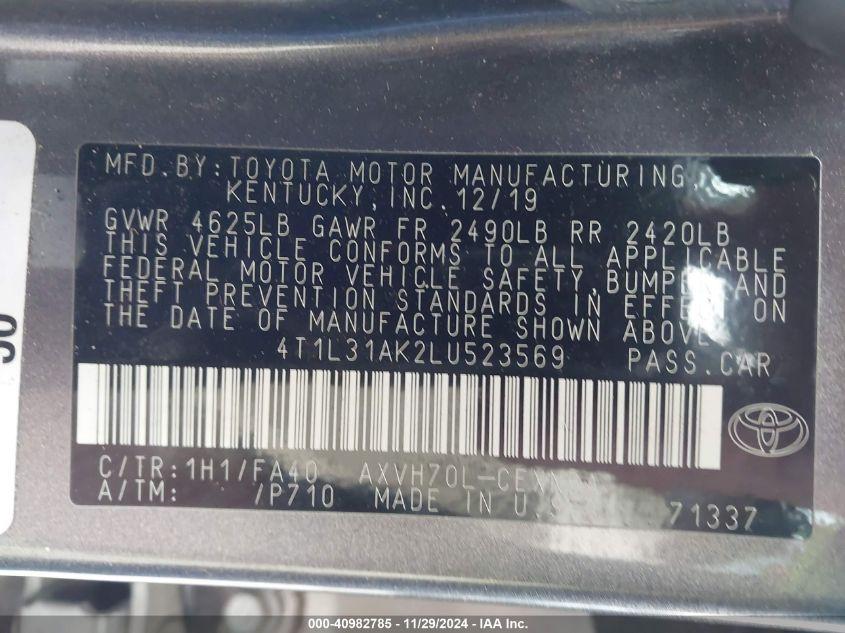 MFD. BY: TOYOTA MOTOR MANUFACTURING,
KENTUCKY, INC. 12/19
GVWR 4625LB GAWR FR 2490LB RR 2420LB
THIS VEHICLE CONFORMS TO ALL APPLICABLE
FEDERAL MOTOR VEHICLE SAFETY, BUMPER AND
THEFT PREVENTION STANDARDS IN EFFECT ON
THE DATE OF MANUFACTURE SHOWN ABOVE.
4T1L31AK2LU523569 PASS.CAR
C/TR: 1H1/FA40
A/TM: /P710 MADE IN 71337
000-40982785 - 11/29/2024 - IAA Inc.